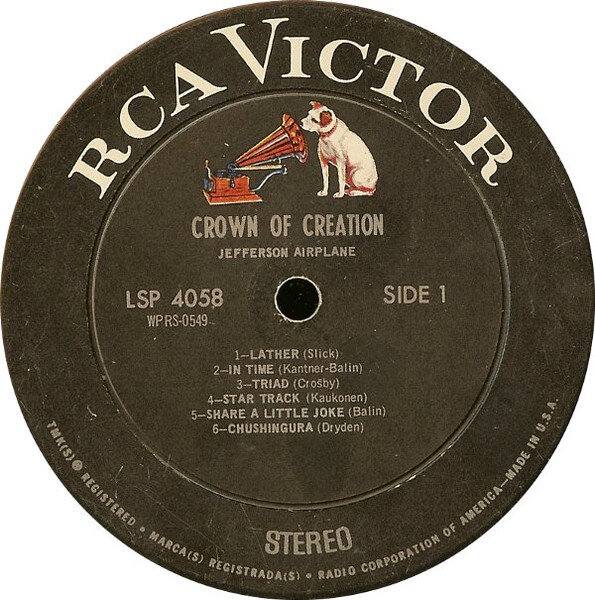 RCA VICTOR
CROWN OF CREATION
JEFFERSON AIRPLANE
LSP 4058
SIDE 1
WPRS-0549
1—LATHER (Slick)
2—IN TIME (Kantner-Balin)
3—TRIAD (Crosby)
4—STAR TRACK (Kaukonen)
5—SHARE A LITTLE JOKE (Balin)
6—CHUSHINGURA (Dryden)
STEREO
TMK(S) ® REGISTERED • MARCA(S) REGISTRADA(S) • RADIO CORPORATION OF AMERICA—MADE IN U.S.A.